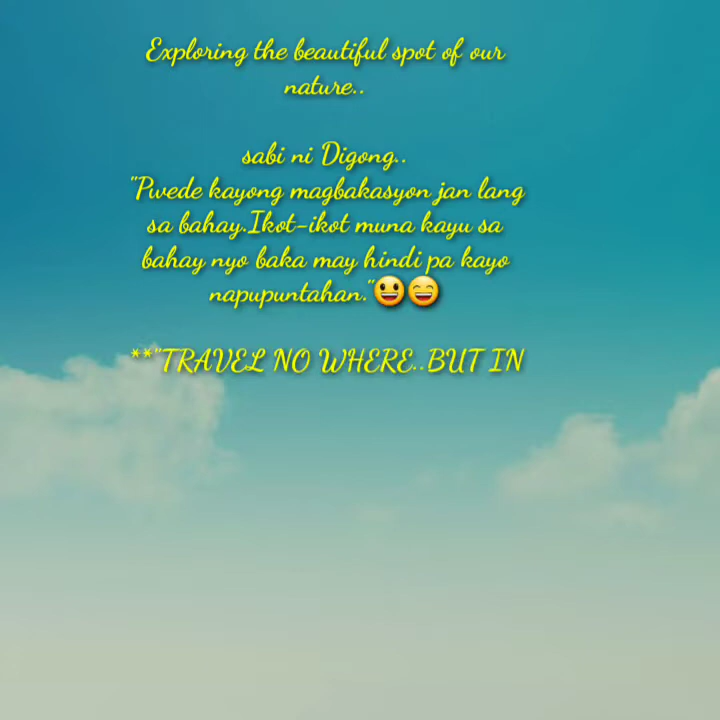 Exploring the beautiful spot of our
nature..
sabi ni Digong..
"Pwede kayong magbakasyon jan lang
sa bahay.Ikot-ikot muna kayu sa
bahay nyo baka may hindi pa kayo
napupuntahan."😃😄
**"TRAVEL NO WHERE..BUT IN